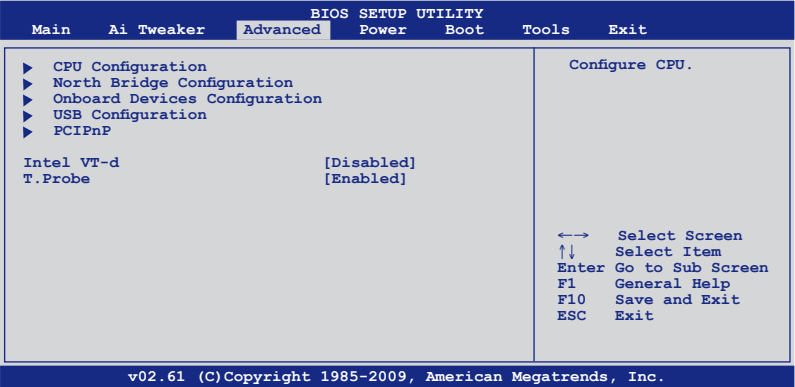 BIOS SETUP UTILITY
Main Ai Tweaker Advanced Power Boot Tools Exit
CPU Configuration
North Bridge Configuration
Onboard Devices Configuration
USB Configuration
PCIPnP
Intel VT-d [Disabled]
T.Probe [Enabled]
Configure CPU.
←→ Select Screen
↑↓ Select Item
Enter Go to Sub Screen
F1 General Help
F10 Save and Exit
ESC Exit
v02.61 (C)Copyright 1985-2009, American Megatrends, Inc.